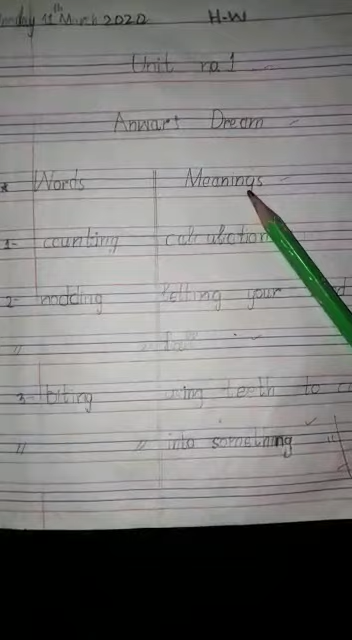 11th March 2020 H.W
Unit no.1
Anwar's Dream
* Words Meanings
1- counting calculation
2- nodding letting your
" fall
3- biting using teeth to
" " into something "